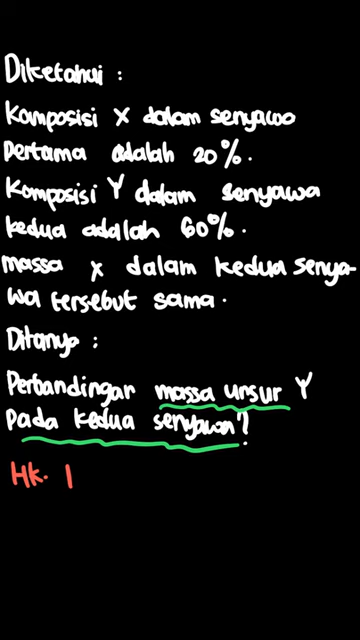 Diketahui :
Komposisi X dalam senyawa
pertama adalah 20%.
Komposisi Y dalam senyawa
kedua adalah 60%.
massa x dalam kedua senya-
wa tersebut sama.
Ditanya :
Perbandingan massa unsur Y
pada kedua senyawa?
Hk. |